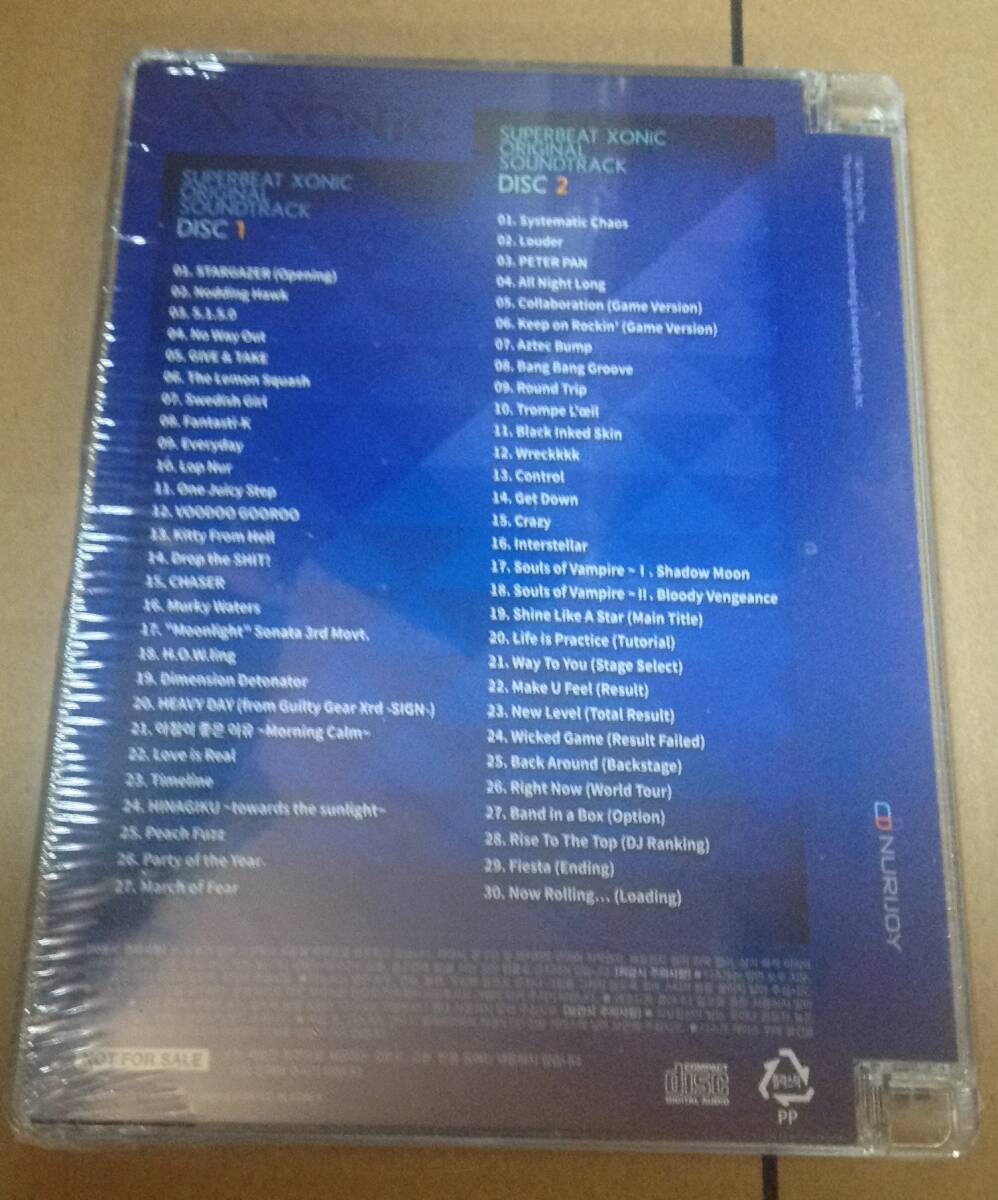 SUPERBEAT XONiC
ORIGINAL
SOUNDTRACK
DISC 1
01. STARGAZER (Opening)
02. Nodding Hawk
03. S.1.S.0
04. No Way Out
05. GIVE & TAKE
06. The Lemon Squash
07. Swedish Girl
08. Fantasti-K
09. Everyday
10. Lop Nur
11. One Juicy Step
12. VOODOO GOOROO
13. Kitty From Hell
14. Drop the SHIT!
15. CHASER
16. Murky Waters
17. "Moonlight" Sonata 3rd Movt.
18. H.O.W.ling
19. Dimension Detonator
20. HEAVY DAY (from Guilty Gear Xrd -SIGN-)
21. 아침이 좋은 이유 ~Morning Calm~
22. Love is Real
23. Timeline
24. HINAGIKU ~towards the sunlight~
25. Peach Fuzz
26. Party of the Year
27. March of Fear
SUPERBEAT XONiC
ORIGINAL
SOUNDTRACK
DISC 2
01. Systematic Chaos
02. Louder
03. PETER PAN
04. All Night Long
05. Collaboration (Game Version)
06. Keep on Rockin' (Game Version)
07. Aztec Bump
08. Bang Bang Groove
09. Round Trip
10. Trompe L'œil
11. Black Inked Skin
12. Wreckkkk
13. Control
14. Get Down
15. Crazy
16. Interstellar
17. Souls of Vampire ~ I . Shadow Moon
18. Souls of Vampire ~ II . Bloody Vengeance
19. Shine Like A Star (Main Title)
20. Life is Practice (Tutorial)
21. Way To You (Stage Select)
22. Make U Feel (Result)
23. New Level (Total Result)
24. Wicked Game (Result Failed)
25. Back Around (Backstage)
26. Right Now (World Tour)
27. Band in a Box (Option)
28. Rise To The Top (DJ Ranking)
29. Fiesta (Ending)
30. Now Rolling... (Loading)
NURIJOY
NOT FOR SALE
COMPACT
disc
DIGITAL AUDIO
플라스틱
PP